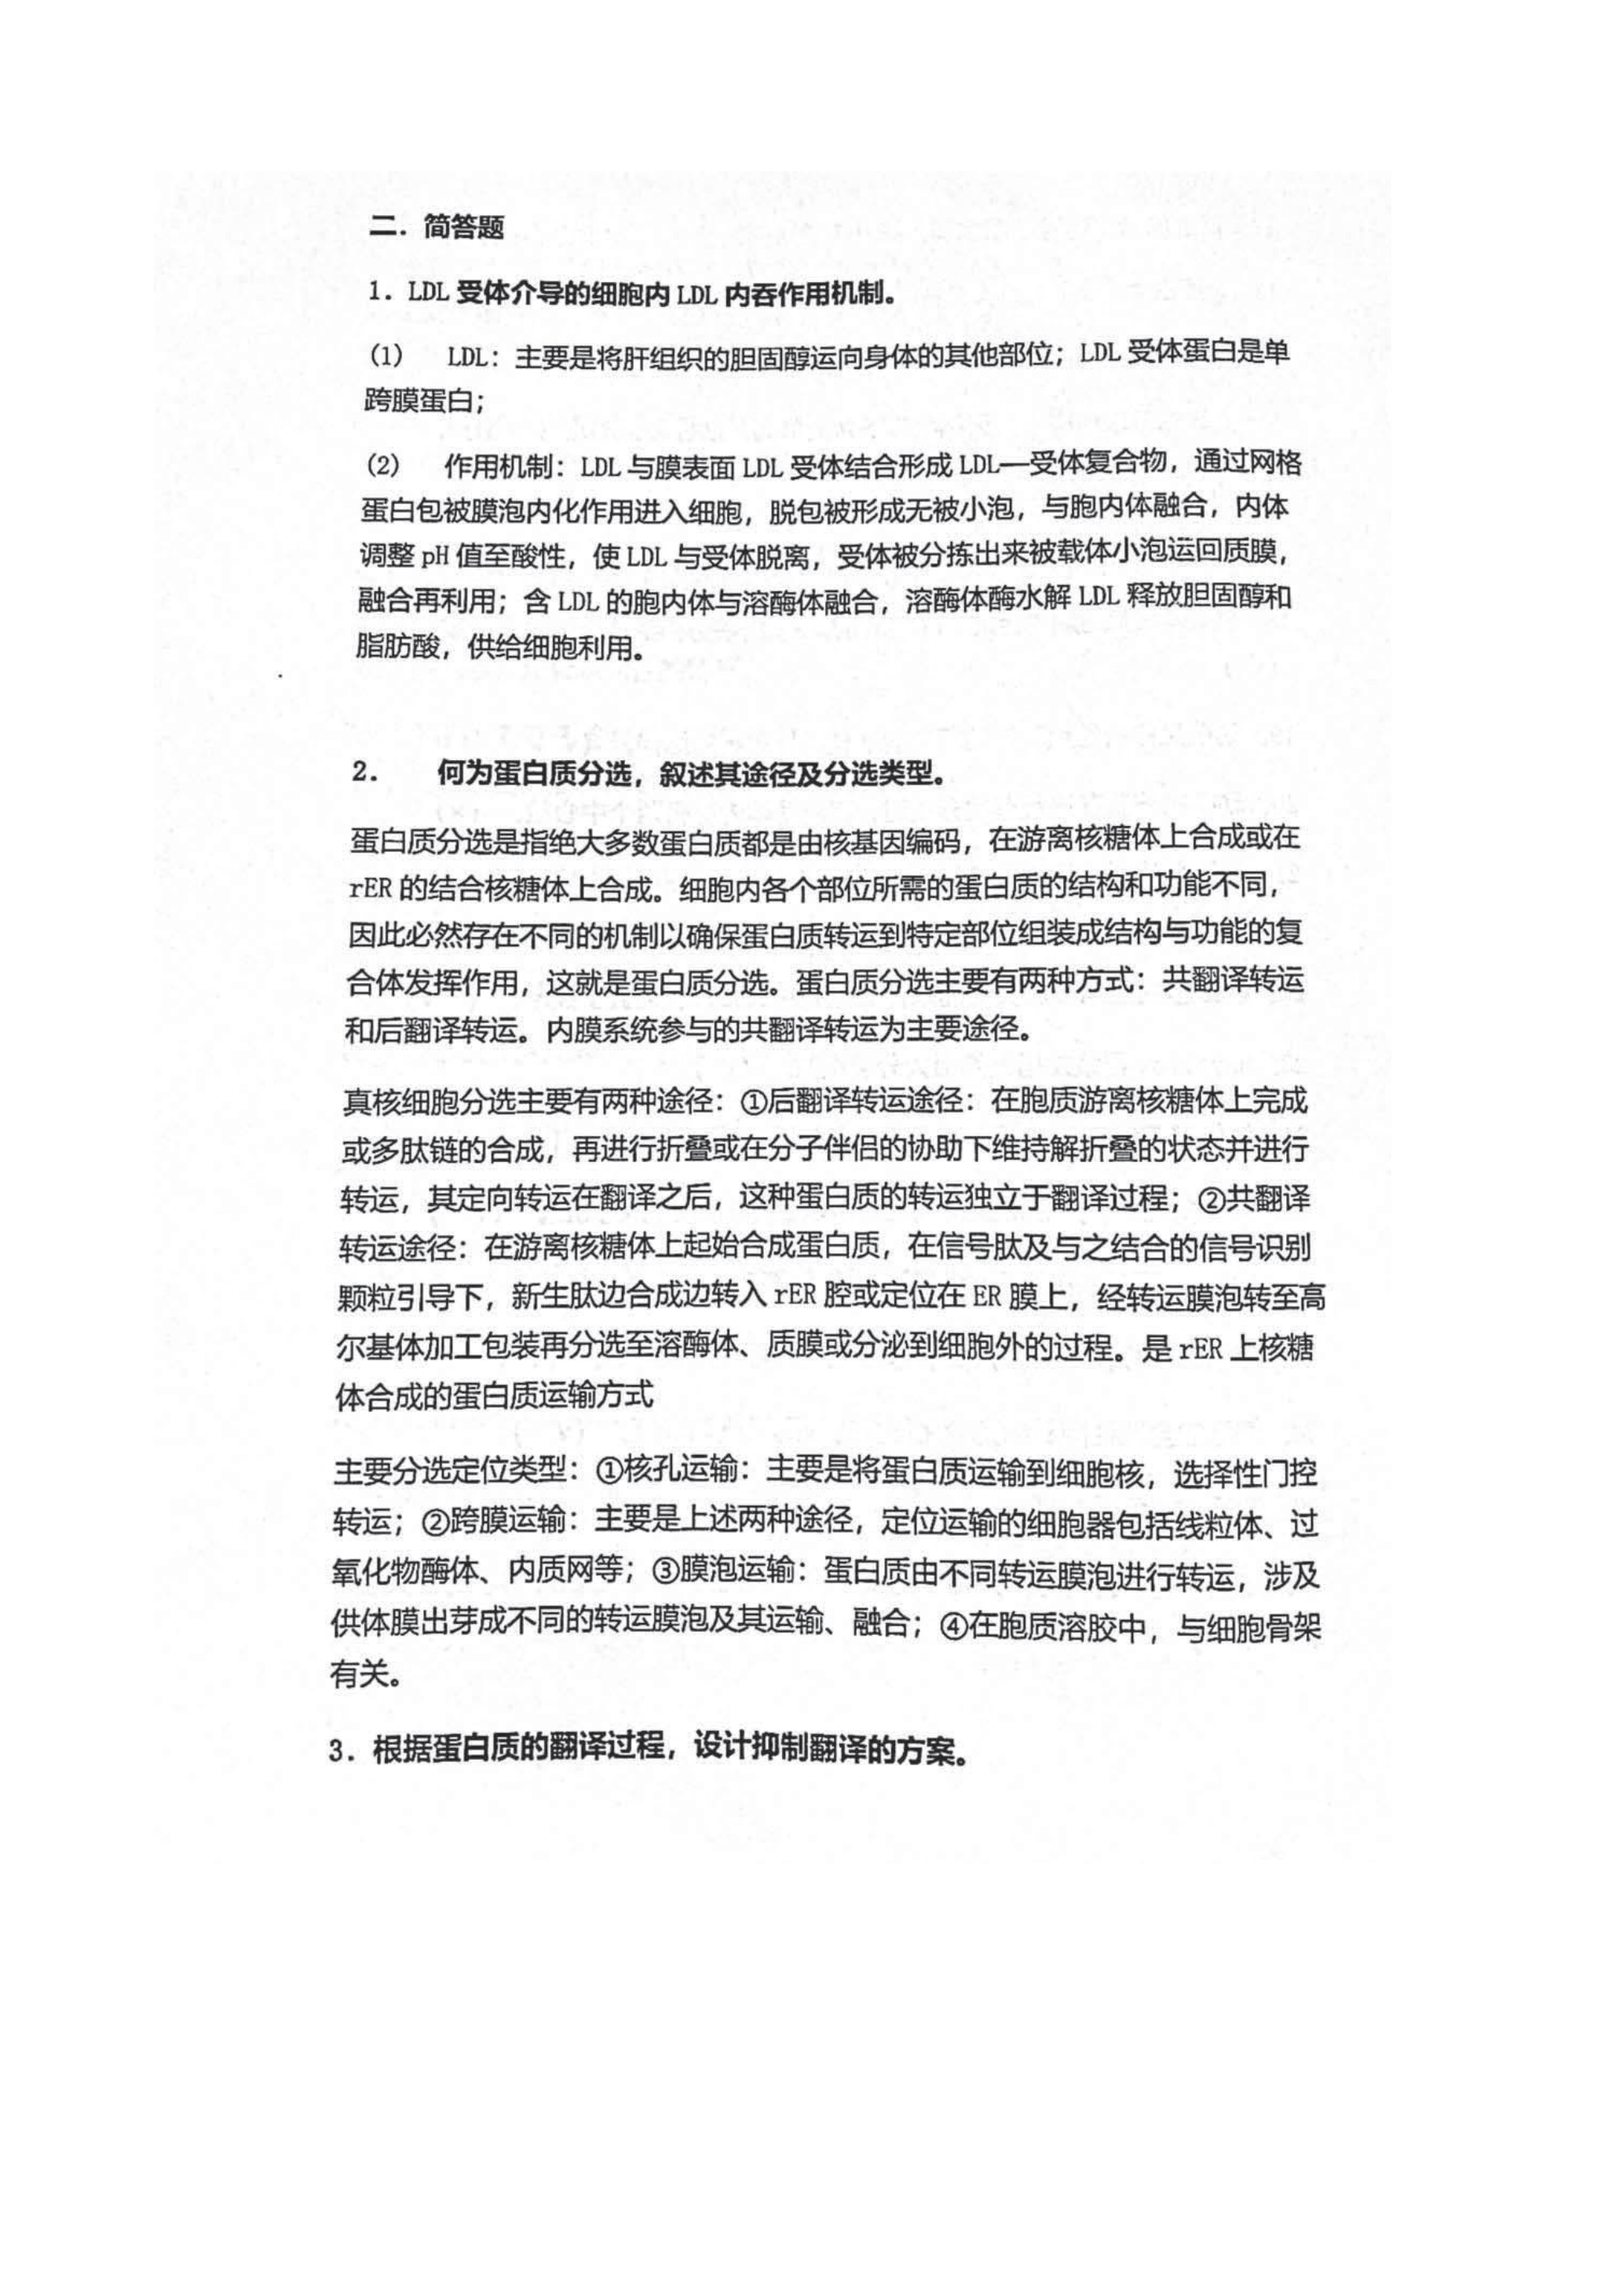 二. 简答题
1. LDL 受体介导的细胞内 LDL 内吞作用机制。
(1) LDL：主要是将肝组织的胆固醇运向身体的其他部位；LDL 受体蛋白是单
跨膜蛋白；
(2) 作用机制：LDL 与膜表面 LDL 受体结合形成 LDL—受体复合物，通过网格
蛋白包被膜泡内化作用进入细胞，脱包被形成无被小泡，与胞内体融合，内体
调整 pH 值至酸性，使 LDL 与受体脱离，受体被分拣出来被载体小泡运回质膜，
融合再利用；含 LDL 的胞内体与溶酶体融合，溶酶体酶水解 LDL 释放胆固醇和
脂肪酸，供给细胞利用。
2. 何为蛋白质分选，叙述其途径及分选类型。
蛋白质分选是指绝大多数蛋白质都是由核基因编码，在游离核糖体上合成或在
rER 的结合核糖体上合成。细胞内各个部位所需的蛋白质的结构和功能不同，
因此必然存在不同的机制以确保蛋白质转运到特定部位组装成结构与功能的复
合体发挥作用，这就是蛋白质分选。蛋白质分选主要有两种方式：共翻译转运
和后翻译转运。内膜系统参与的共翻译转运为主要途径。
真核细胞分选主要有两种途径：①后翻译转运途径：在胞质游离核糖体上完成
或多肽链的合成，再进行折叠或在分子伴侣的协助下维持解折叠的状态并进行
转运，其定向转运在翻译之后，这种蛋白质的转运独立于翻译过程；②共翻译
转运途径：在游离核糖体上起始合成蛋白质，在信号肽及与之结合的信号识别
颗粒引导下，新生肽边合成边转入 rER 腔或定位在 ER 膜上，经转运膜泡转至高
尔基体加工包装再分选至溶酶体、质膜或分泌到细胞外的过程。是 rER 上核糖
体合成的蛋白质运输方式
主要分选定位类型：①核孔运输：主要是将蛋白质运输到细胞核，选择性门控
转运；②跨膜运输：主要是上述两种途径，定位运输的细胞器包括线粒体、过
氧化物酶体、内质网等；③膜泡运输：蛋白质由不同转运膜泡进行转运，涉及
供体膜出芽成不同的转运膜泡及其运输、融合；④在胞质溶胶中，与细胞骨架
有关。
3. 根据蛋白质的翻译过程，设计抑制翻译的方案。